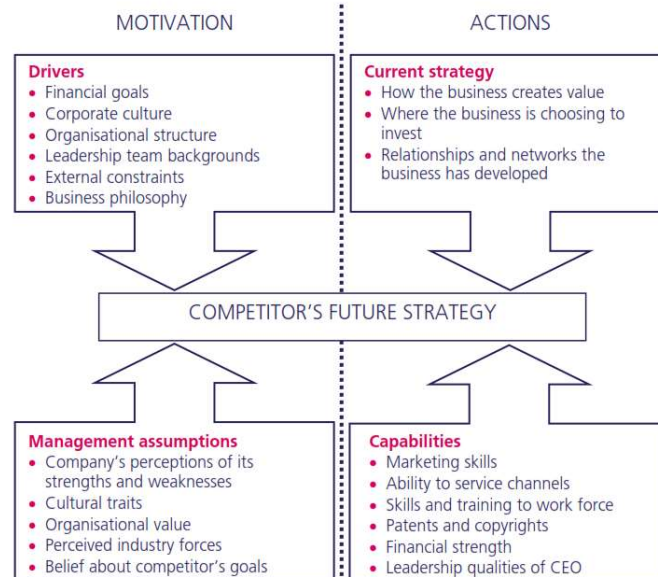 MOTIVATION
ACTIONS
Drivers
• Financial goals
• Corporate culture
• Organisational structure
• Leadership team backgrounds
• External constraints
• Business philosophy
Current strategy
• How the business creates value
• Where the business is choosing to
invest
• Relationships and networks the
business has developed
COMPETITOR'S FUTURE STRATEGY
Management assumptions
• Company's perceptions of its
strengths and weaknesses
• Cultural traits
• Organisational value
• Perceived industry forces
• Belief about competitor's goals
Capabilities
• Marketing skills
• Ability to service channels
• Skills and training to work force
• Patents and copyrights
• Financial strength
• Leadership qualities of CEO